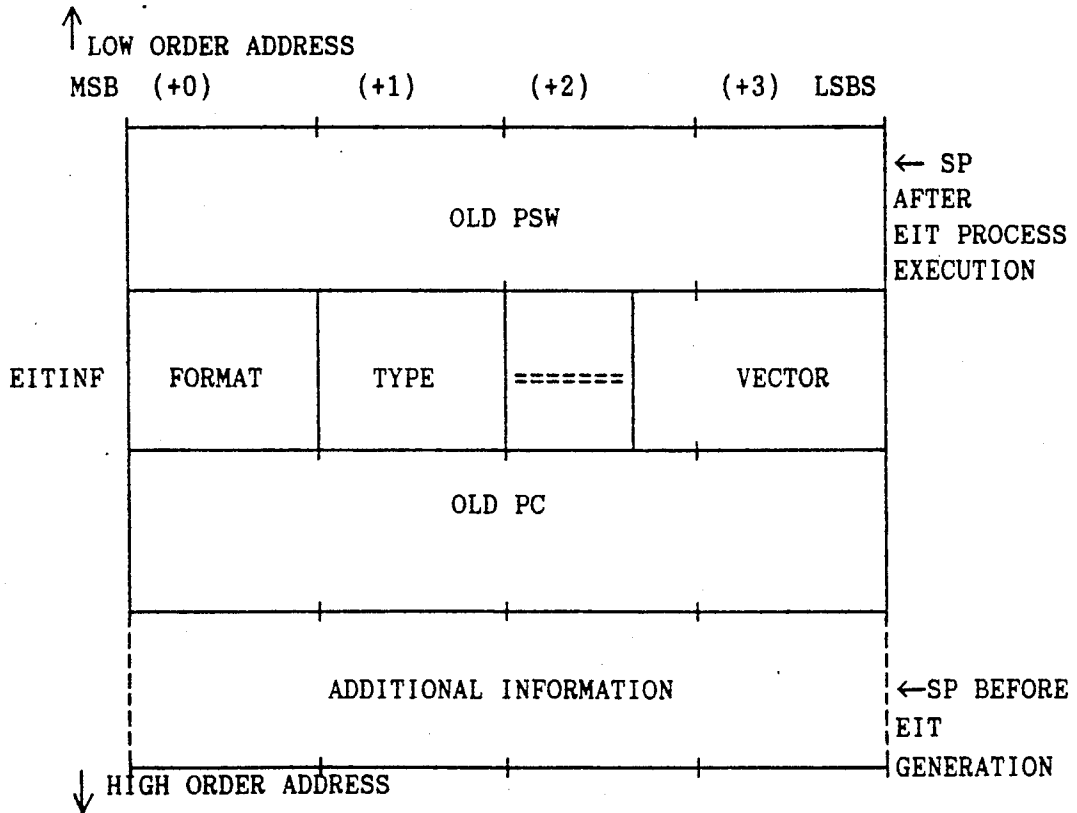 ↑ LOW ORDER ADDRESS
MSB (+0) (+1) (+2) (+3) LSBS
← SP
AFTER
OLD PSW
EIT PROCESS
EXECUTION
EITINF FORMAT TYPE ======= VECTOR
OLD PC
ADDITIONAL INFORMATION
←SP BEFORE
EIT
GENERATION
↓ HIGH ORDER ADDRESS